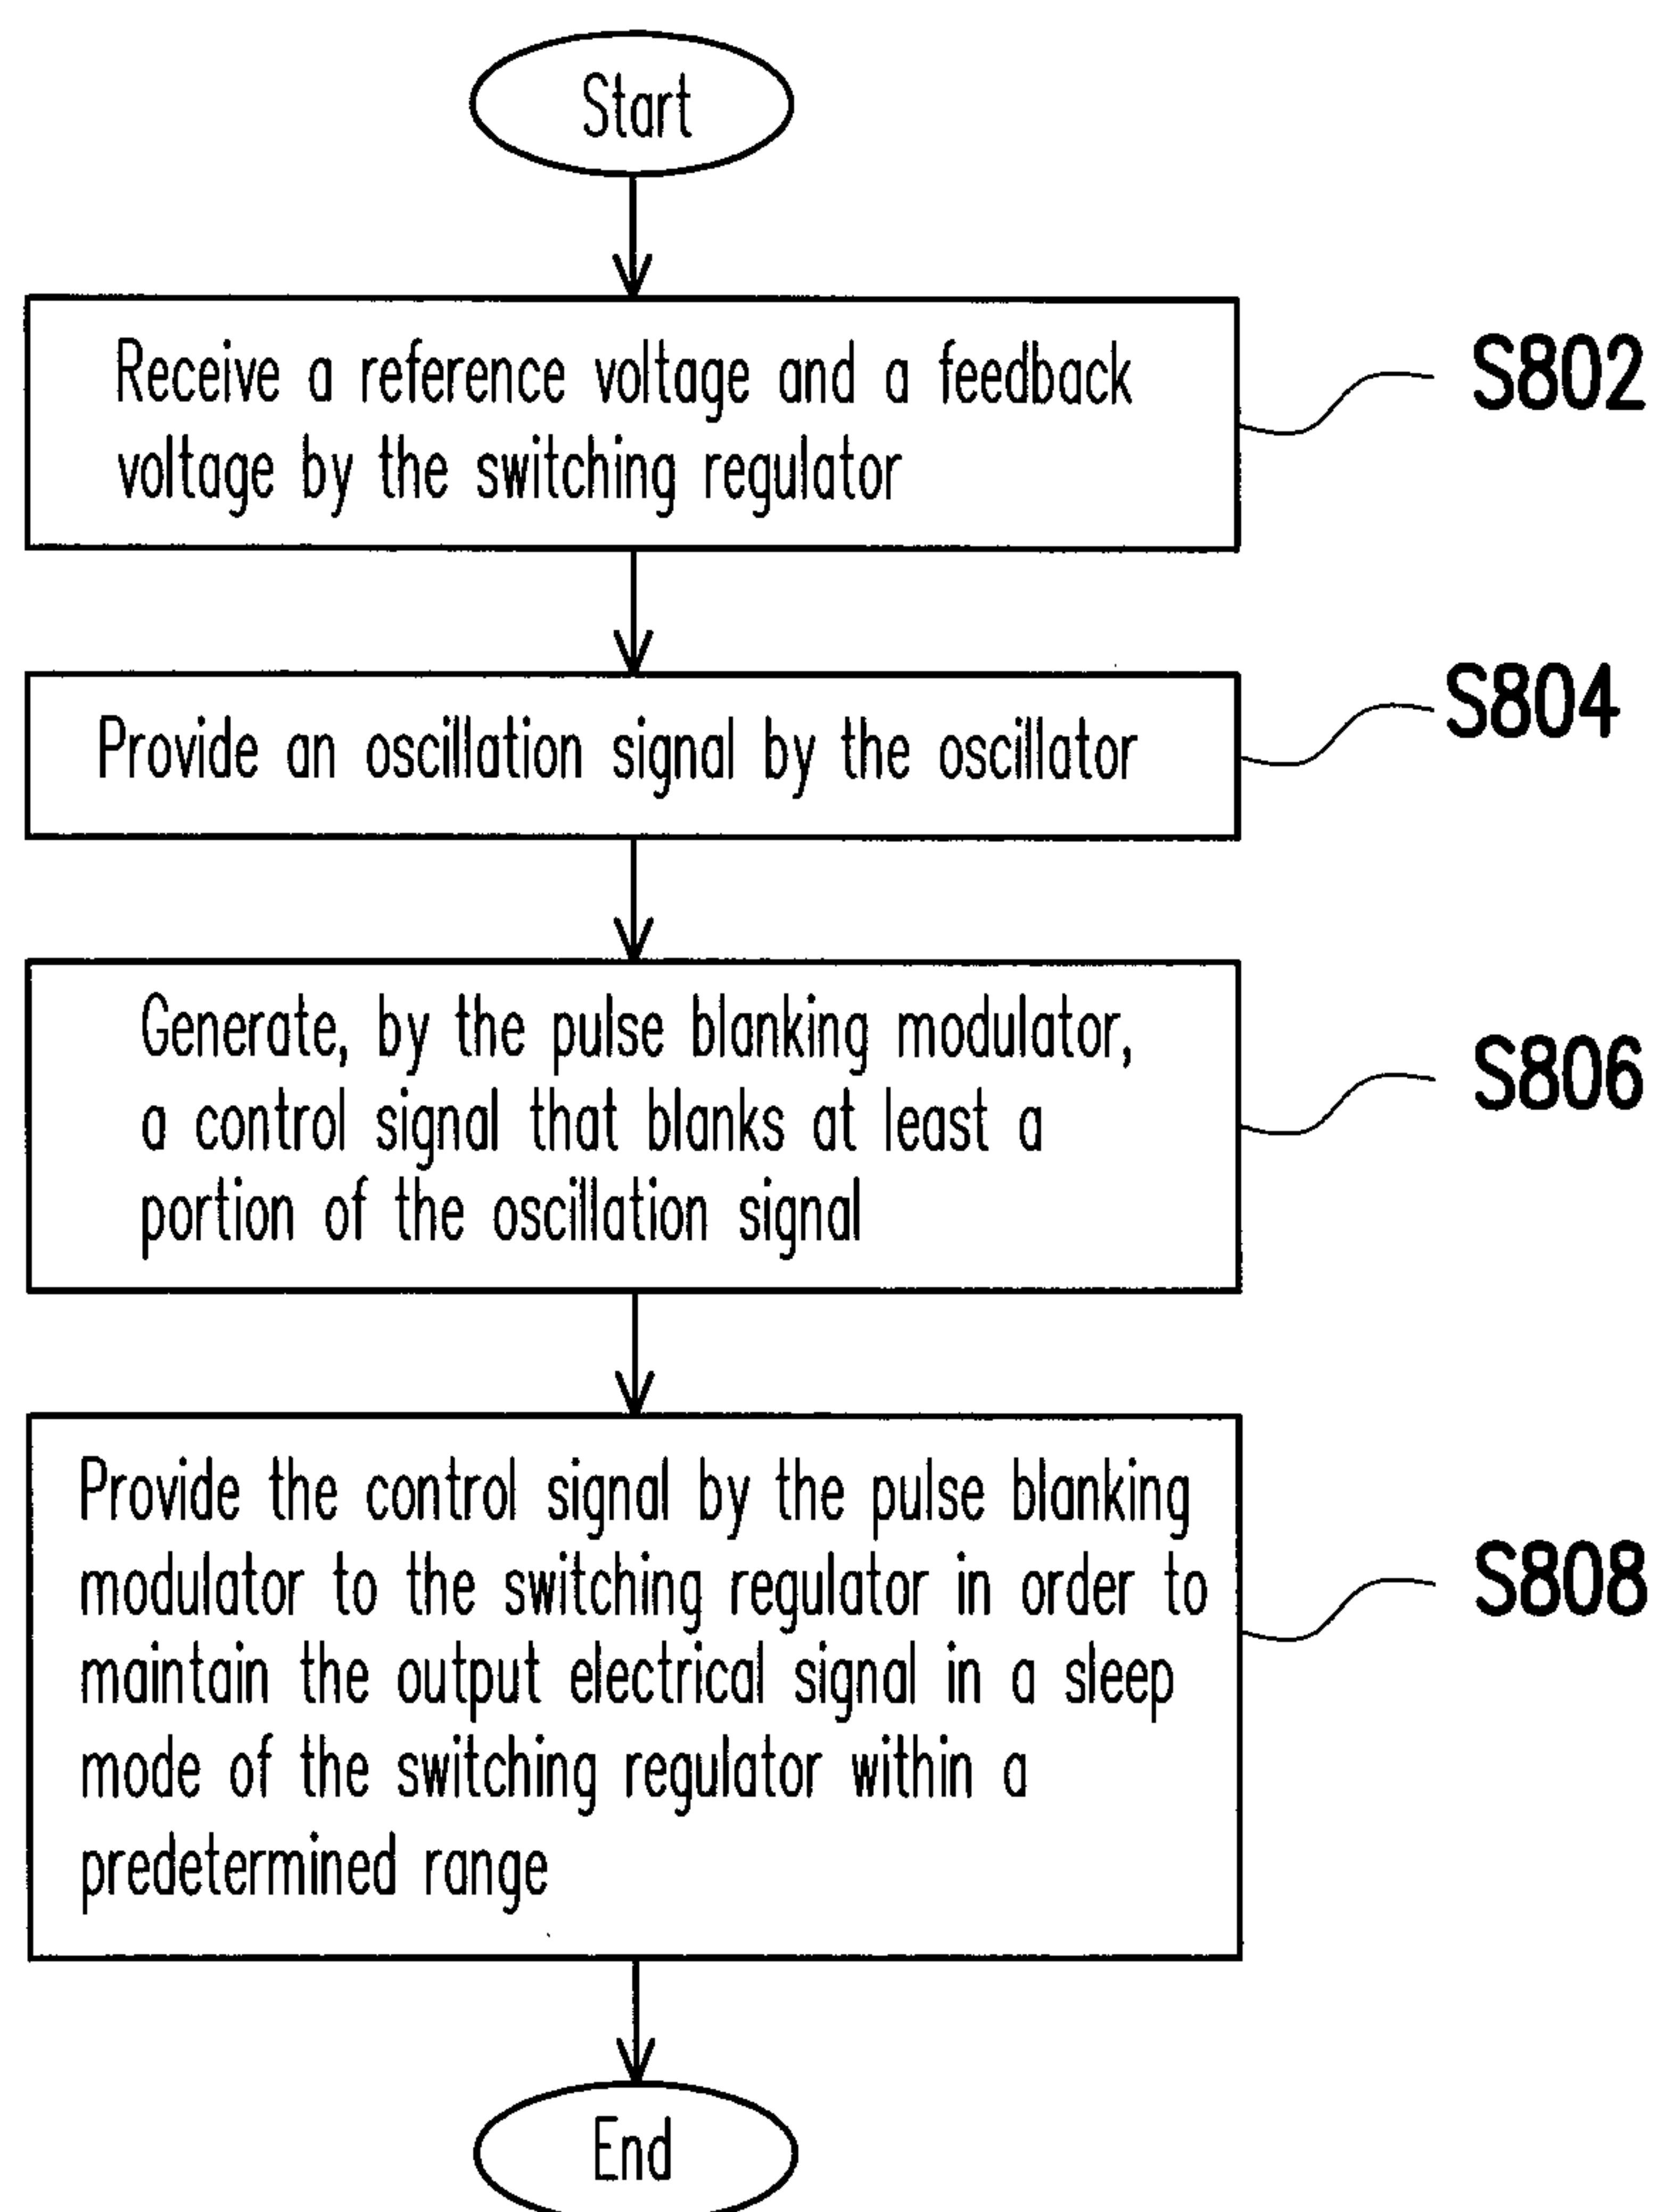 Start
Receive a reference voltage and a feedback
voltage by the switching regulator
S802
Provide an oscillation signal by the oscillator
S804
Generate, by the pulse blanking modulator,
a control signal that blanks at least a
portion of the oscillation signal
S806
Provide the control signal by the pulse blanking
modulator to the switching regulator in order to
maintain the output electrical signal in a sleep
mode of the switching regulator within a
predetermined range
S808
End